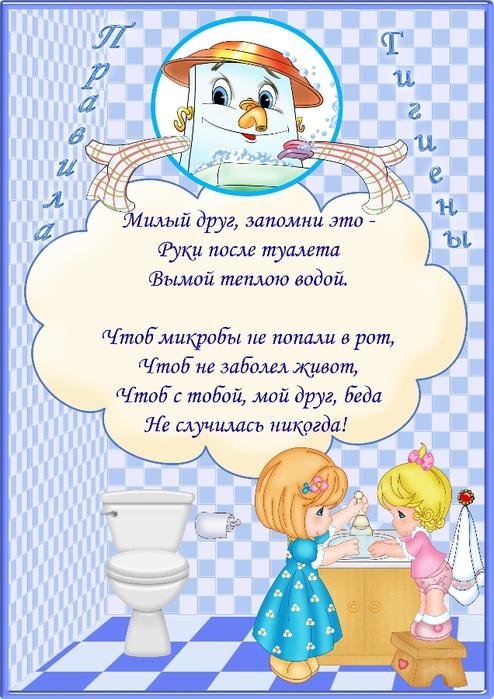 Правила
Гигиены
Милый друг, запомни это -
Руки после туалета
Вымой теплою водой.
Чтоб микробы не попали в рот,
Чтоб не заболел живот,
Чтоб с тобой, мой друг, беда
Не случилась никогда!